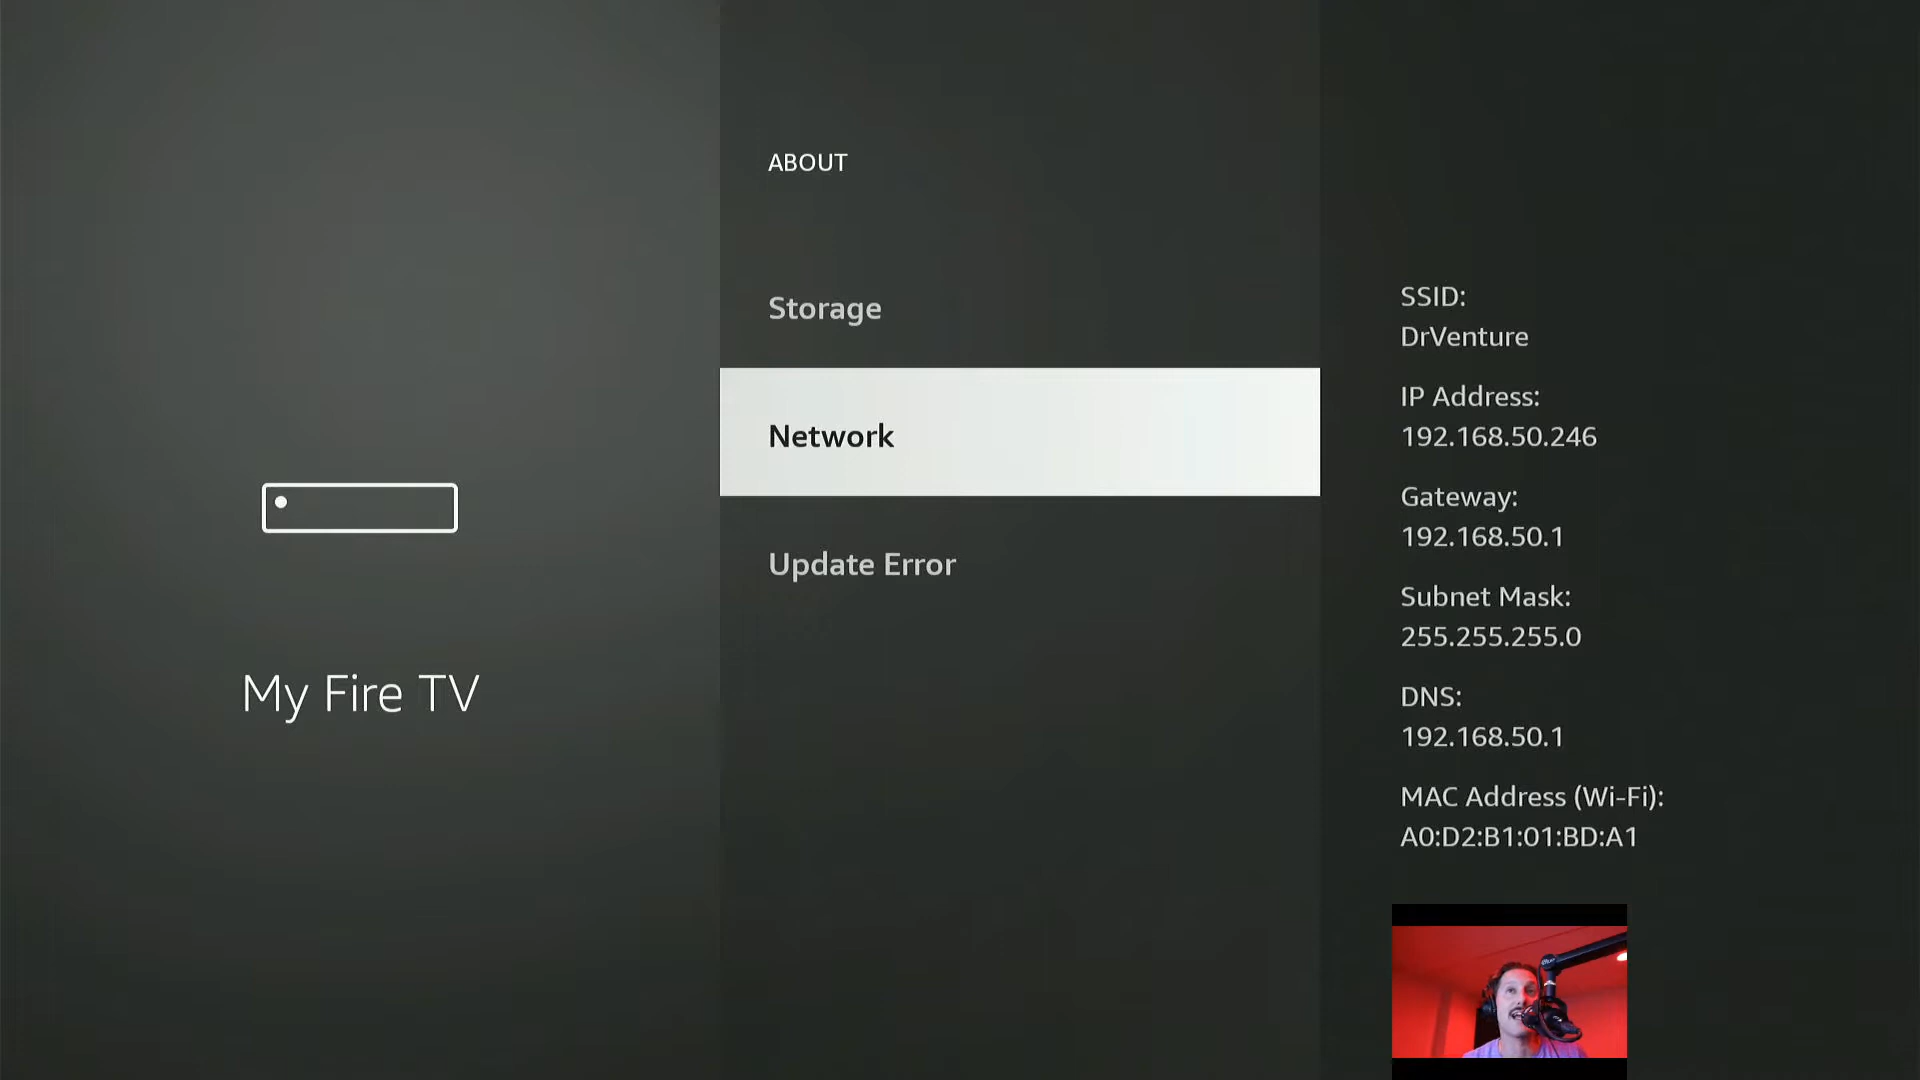 ABOUT
Storage
Network
Update Error
My Fire TV
SSID:
DrVenture
IP Address:
192.168.50.246
Gateway:
192.168.50.1
Subnet Mask:
255.255.255.0
DNS:
192.168.50.1
MAC Address (Wi-Fi):
A0:D2:B1:01:BD:A1